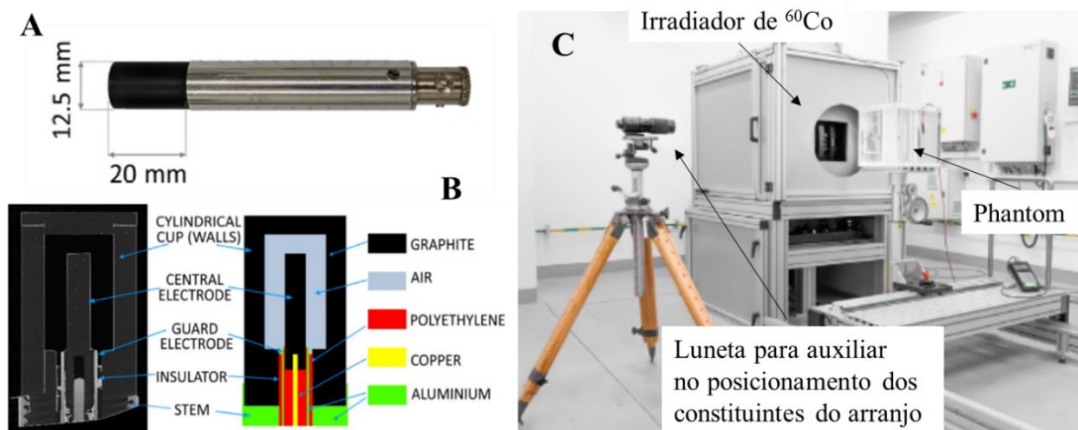 A
12.5 mm
20 mm
B
CYLINDRICAL
CUP (WALLS)
CENTRAL
ELECTRODE
GUARD
ELECTRODE
INSULATOR
STEM
GRAPHITE
AIR
POLYETHYLENE
COPPER
ALUMINIUM
C
Irradiador de ⁶⁰Co
Phantom
Luneta para auxiliar
no posicionamento dos
constituintes do arranjo